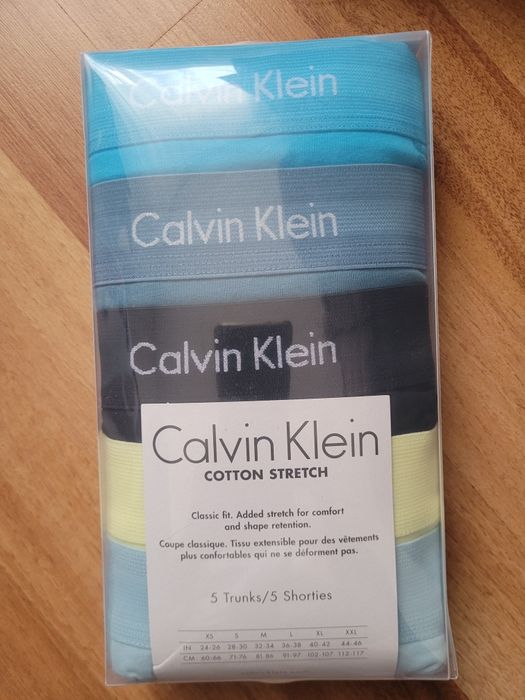 Calvin Klein
Calvin Klein
Calvin Klein
Calvin Klein
COTTON STRETCH
Classic fit. Added stretch for comfort
and shape retention.
Coupe classique. Tissu extensible pour des vêtements
plus confortables qui ne se déforment pas.
5 Trunks/5 Shorties
XS S M L XL XXL
IN 24-26 28-30 32-34 36-38 40-42 44-46
CM 60-66 71-76 81-86 91-97 102-107 112-117